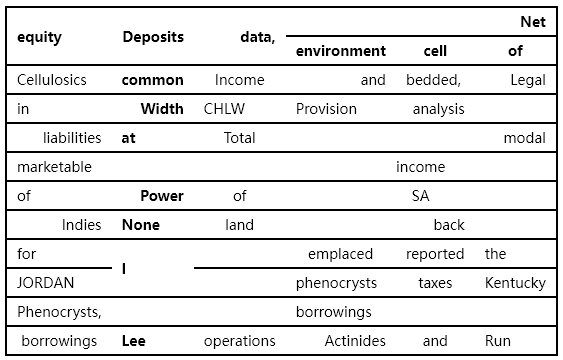 equity Deposits data, Net
environment cell of
Cellulosics common Income and bedded, Legal
in Width CHLW Provision analysis
liabilities at Total modal
marketable income
of Power of SA
Indies None land back
for I emplaced reported the
JORDAN phenocrysts taxes Kentucky
Phenocrysts, borrowings
borrowings Lee operations Actinides and Run